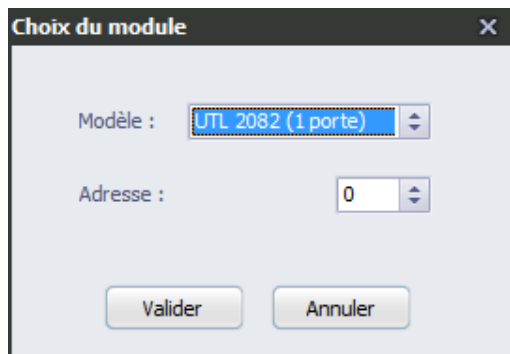 Choix du module
Modèle : UTL 2082 (1 porte)
Adresse : 0
Valider Annuler